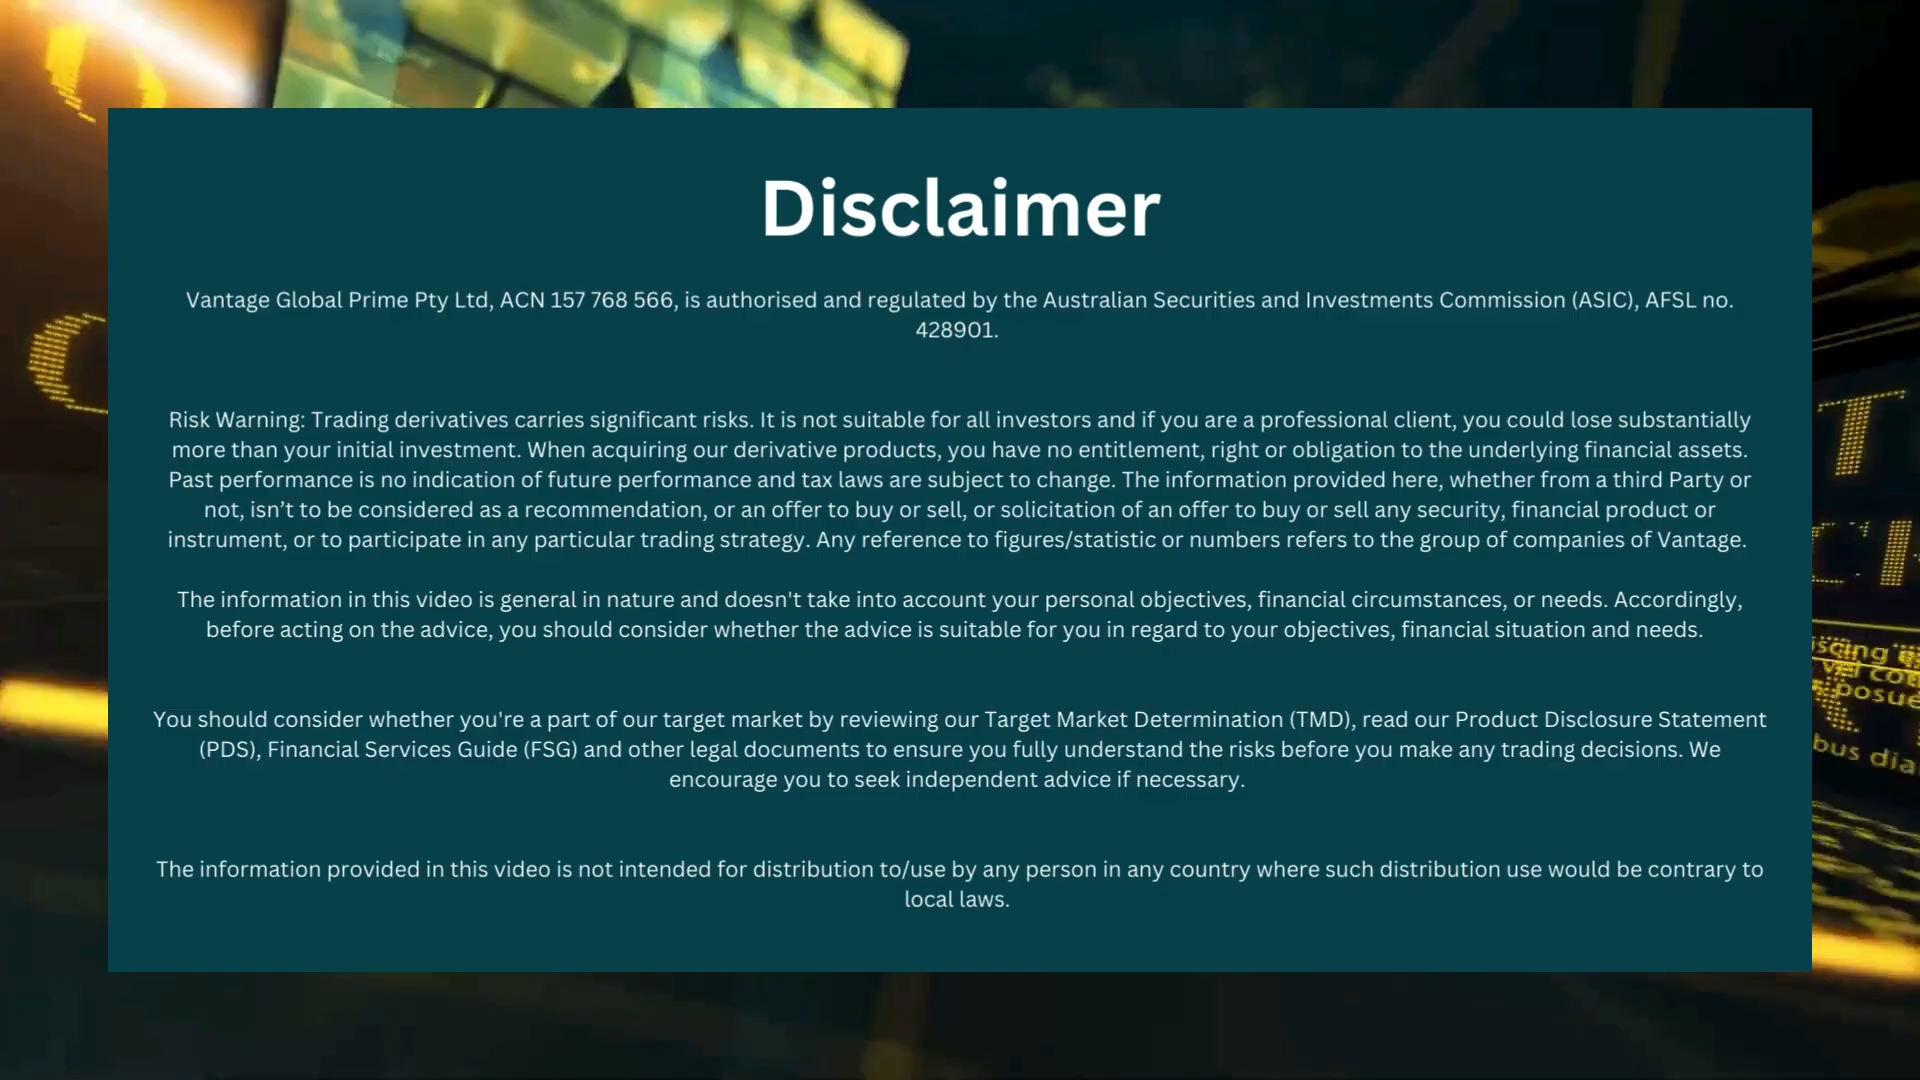 Disclaimer
Vantage Global Prime Pty Ltd, ACN 157 768 566, is authorised and regulated by the Australian Securities and Investments Commission (ASIC), AFSL no.
428901.
Risk Warning: Trading derivatives carries significant risks. It is not suitable for all investors and if you are a professional client, you could lose substantially
more than your initial investment. When acquiring our derivative products, you have no entitlement, right or obligation to the underlying financial assets.
Past performance is no indication of future performance and tax laws are subject to change. The information provided here, whether from a third Party or
not, isn’t to be considered as a recommendation, or an offer to buy or sell, or solicitation of an offer to buy or sell any security, financial product or
instrument, or to participate in any particular trading strategy. Any reference to figures/statistic or numbers refers to the group of companies of Vantage.
The information in this video is general in nature and doesn't take into account your personal objectives, financial circumstances, or needs. Accordingly,
before acting on the advice, you should consider whether the advice is suitable for you in regard to your objectives, financial situation and needs.
You should consider whether you're a part of our target market by reviewing our Target Market Determination (TMD), read our Product Disclosure Statement
(PDS), Financial Services Guide (FSG) and other legal documents to ensure you fully understand the risks before you make any trading decisions. We
encourage you to seek independent advice if necessary.
The information provided in this video is not intended for distribution to/use by any person in any country where such distribution use would be contrary to
local laws.